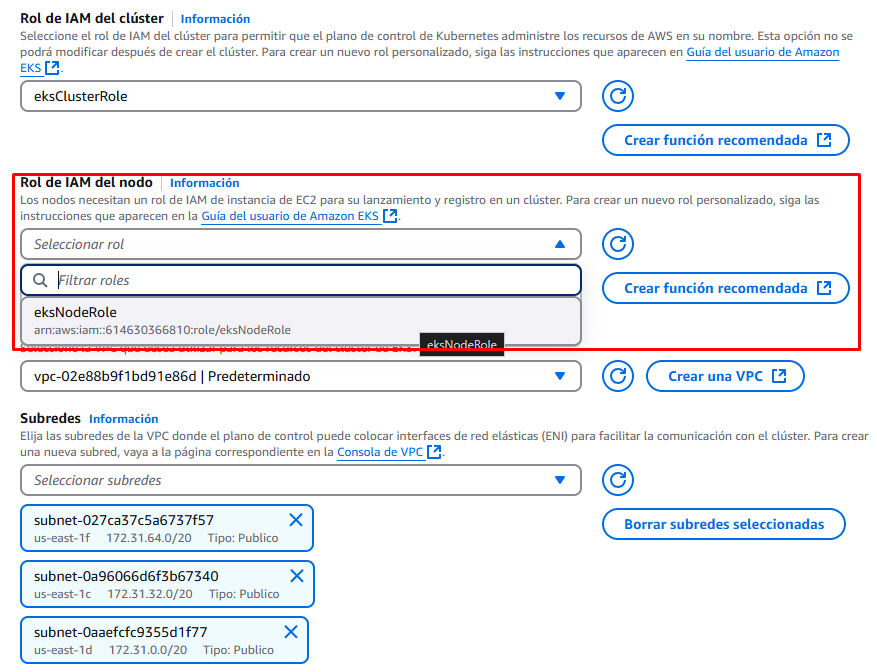 Rol de IAM del clúster Información
Seleccione el rol de IAM del clúster para permitir que el plano de control de Kubernetes administre los recursos de AWS en su nombre. Esta opción no se
podrá modificar después de crear el clúster. Para crear un nuevo rol personalizado, siga las instrucciones que aparecen en Guía del usuario de Amazon
EKS.
eksClusterRole
Crear función recomendada
Rol de IAM del nodo Información
Los nodos necesitan un rol de IAM de instancia de EC2 para su lanzamiento y registro en un clúster. Para crear un nuevo rol personalizado, siga las
instrucciones que aparecen en la Guía del usuario de Amazon EKS.
Seleccionar rol
Filtrar roles
Crear función recomendada
eksNodeRole
arn:aws:iam::614630366810:role/eksNodeRole
eksNodeRole
vpc-02e88b9f1bd91e86d | Predeterminado
Crear una VPC
Subredes Información
Elija las subredes de la VPC donde el plano de control puede colocar interfaces de red elásticas (ENI) para facilitar la comunicación con el clúster. Para crear
una nueva subred, vaya a la página correspondiente en la Consola de VPC.
Seleccionar subredes
subnet-027ca37c5a6737f57
us-east-1f 172.31.64.0/20 Tipo: Publico
Borrar subredes seleccionadas
subnet-0a96066d6f3b67340
us-east-1c 172.31.32.0/20 Tipo: Publico
subnet-0aaefcfc9355d1f77
us-east-1d 172.31.0.0/20 Tipo: Publico